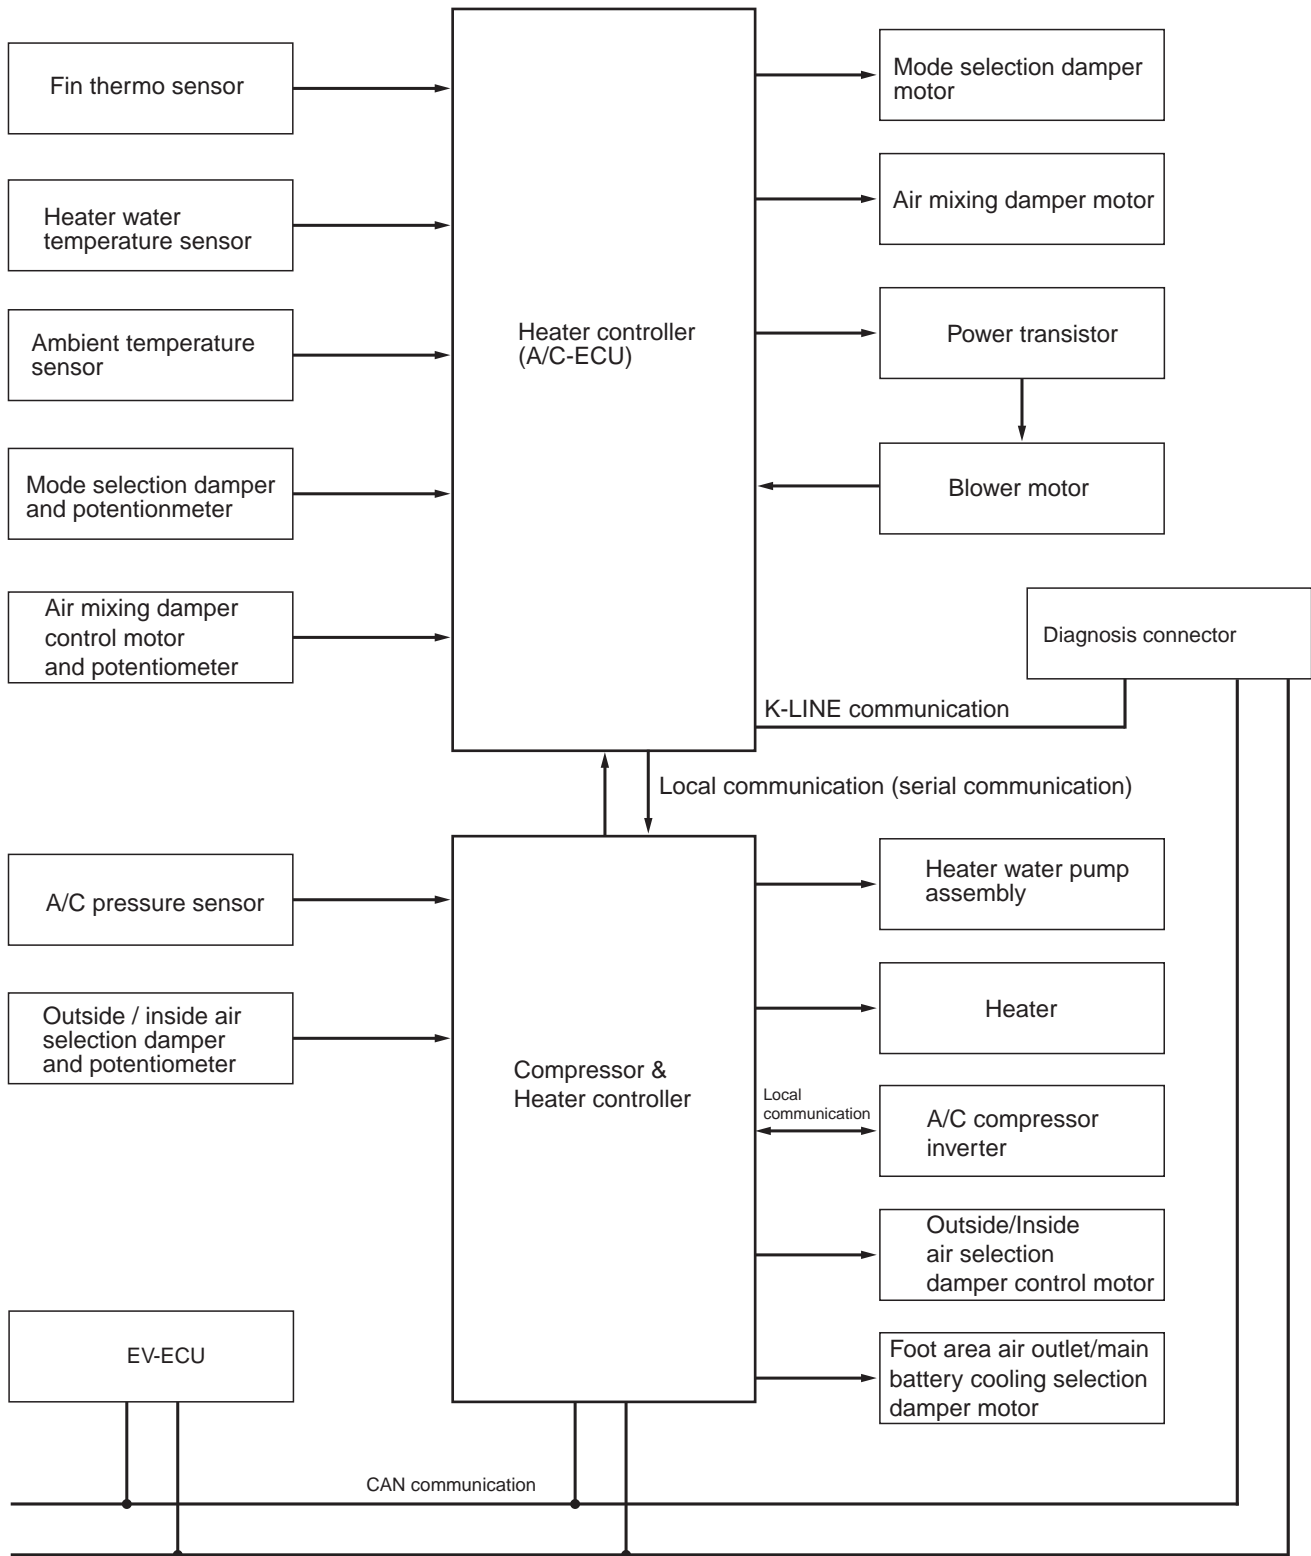 Fin thermo sensor
Heater water
temperature sensor
Ambient temperature
sensor
Mode selection damper
and potentionmeter
Air mixing damper
control motor
and potentiometer
Heater controller
(A/C-ECU)
Mode selection damper
motor
Air mixing damper motor
Power transistor
Blower motor
Diagnosis connector
K-LINE communication
Local communication (serial communication)
A/C pressure sensor
Outside / inside air
selection damper
and potentiometer
Compressor &
Heater controller
Heater water pump
assembly
Heater
Local
communication
A/C compressor
inverter
Outside/Inside
air selection
damper control motor
Foot area air outlet/main
battery cooling selection
damper motor
EV-ECU
CAN communication